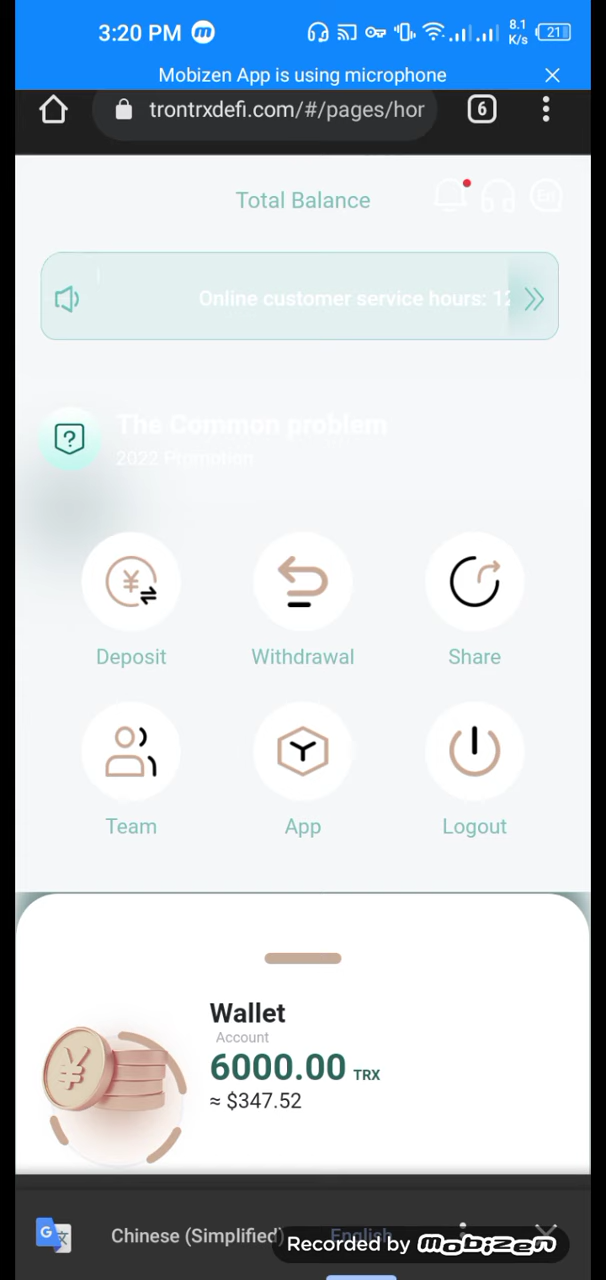 3:20 PM
8.1
K/s
21
Mobizen App is using microphone
trontrxdefi.com/#/pages/hor
6
Total Balance
En
Online customer service hours: 12
The Common problem
2022 Promotion
Deposit
Withdrawal
Share
Team
App
Logout
Wallet
Account
6000.00 TRX
≈ $347.52
Chinese (Simplified)
English
Recorded by mobizen